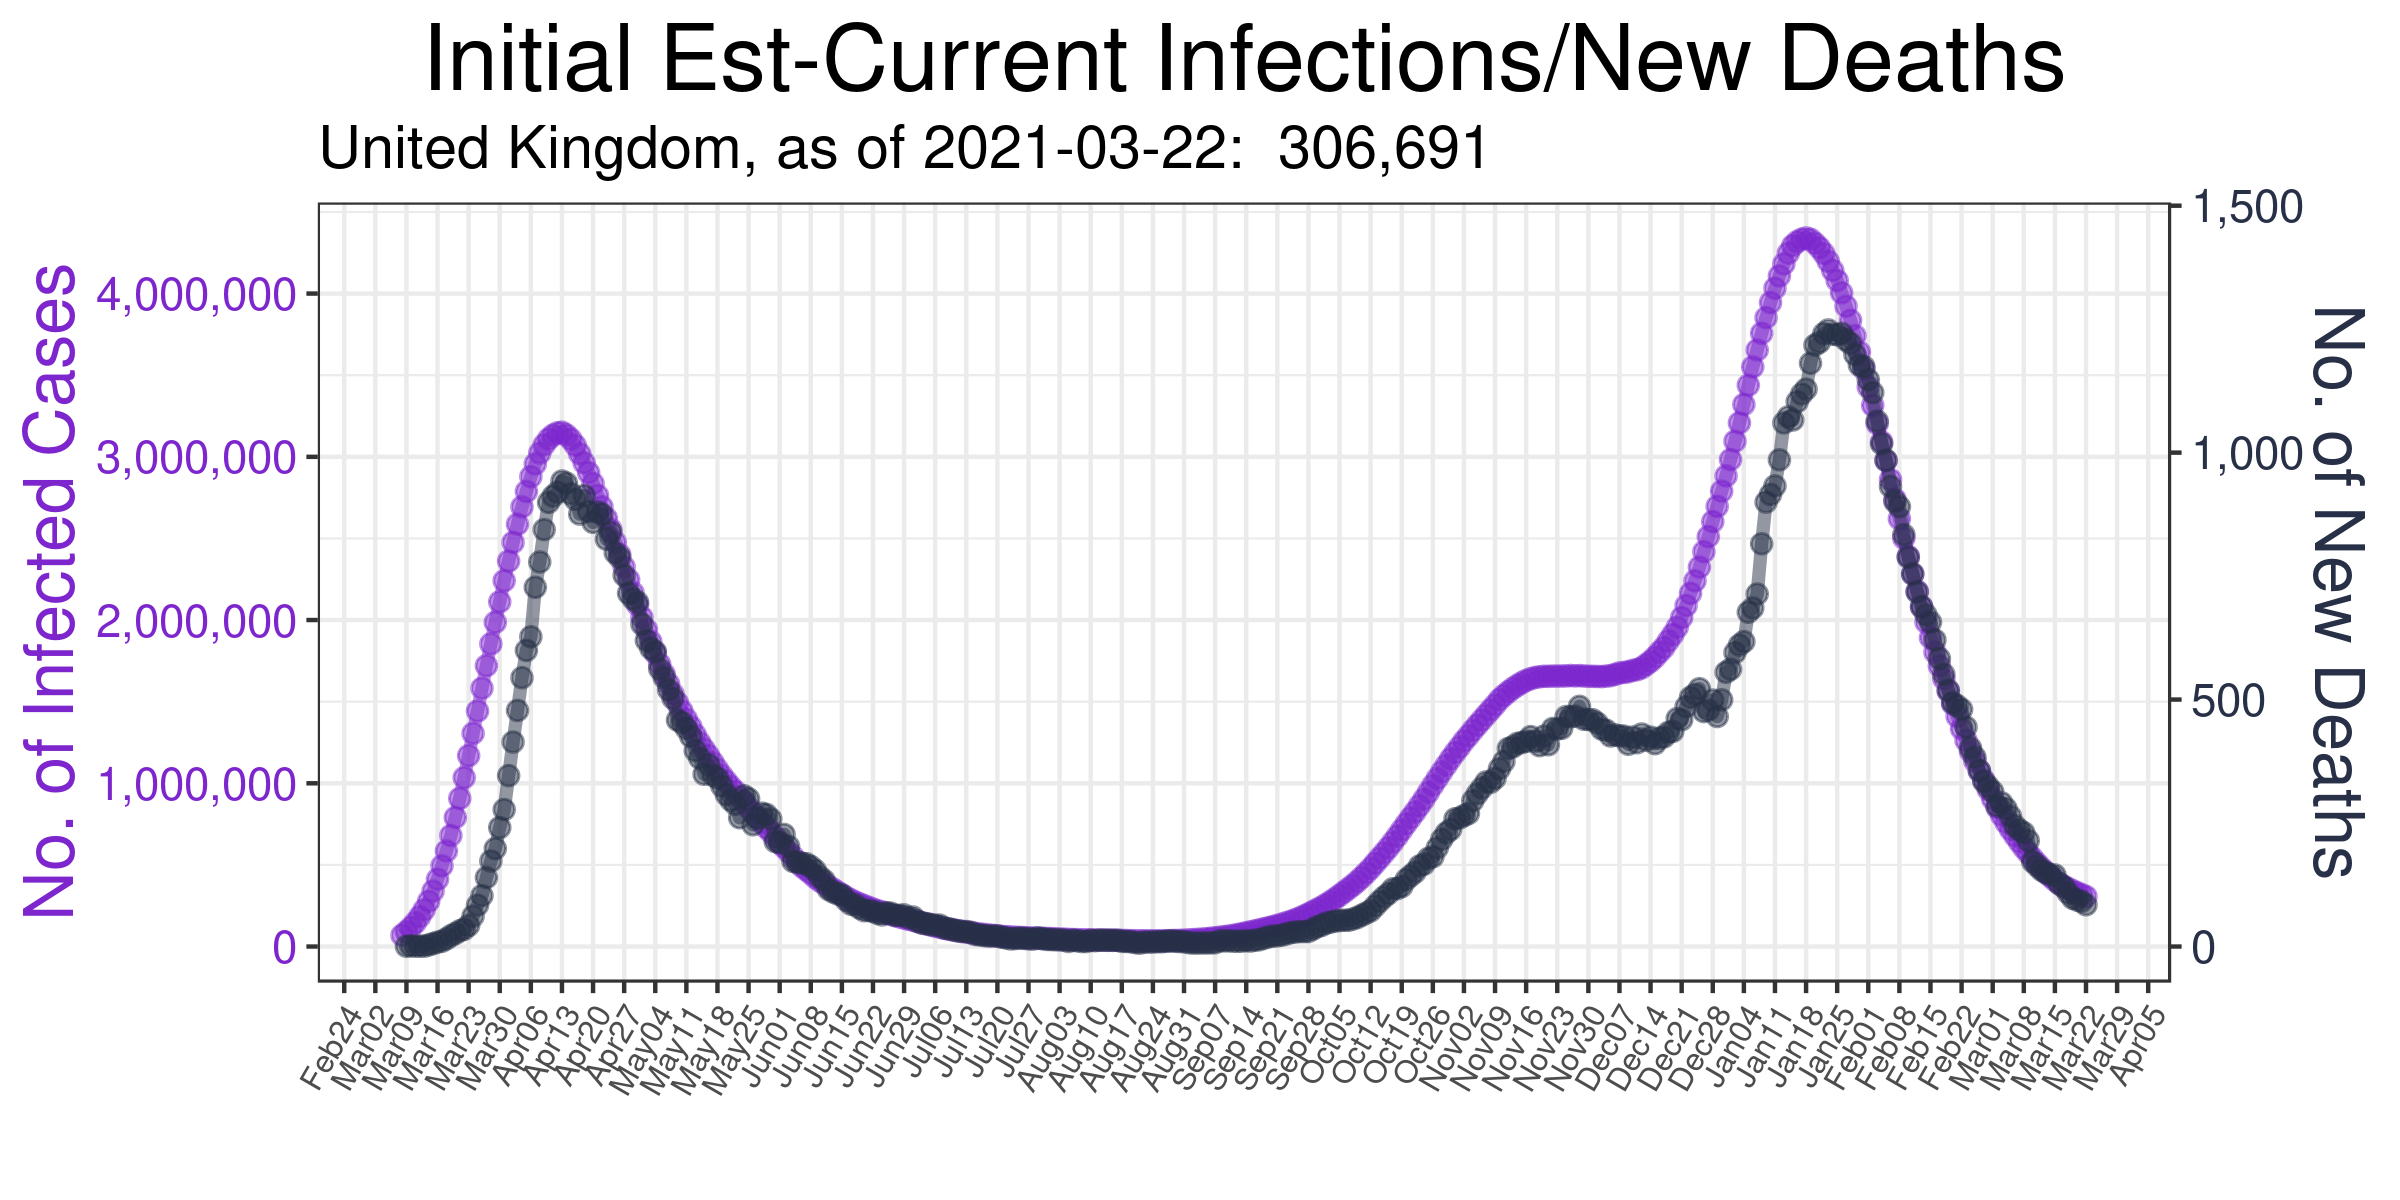 Initial Est-Current Infections/New Deaths
United Kingdom, as of 2021-03-22:  306,691
No. of Infected Cases
4,000,000
3,000,000
2,000,000
1,000,000
0
1,500
1,000
500
0
No. of New Deaths
Feb24
Mar02
Mar09
Mar16
Mar23
Mar30
Apr06
Apr13
Apr20
Apr27
May04
May11
May18
May25
Jun01
Jun08
Jun15
Jun22
Jun29
Jul06
Jul13
Jul20
Jul27
Aug03
Aug10
Aug17
Aug24
Aug31
Sep07
Sep14
Sep21
Sep28
Oct05
Oct12
Oct19
Oct26
Nov02
Nov09
Nov16
Nov23
Nov30
Dec07
Dec14
Dec21
Dec28
Jan04
Jan11
Jan18
Jan25
Feb01
Feb08
Feb15
Feb22
Mar01
Mar08
Mar15
Mar22
Mar29
Apr05